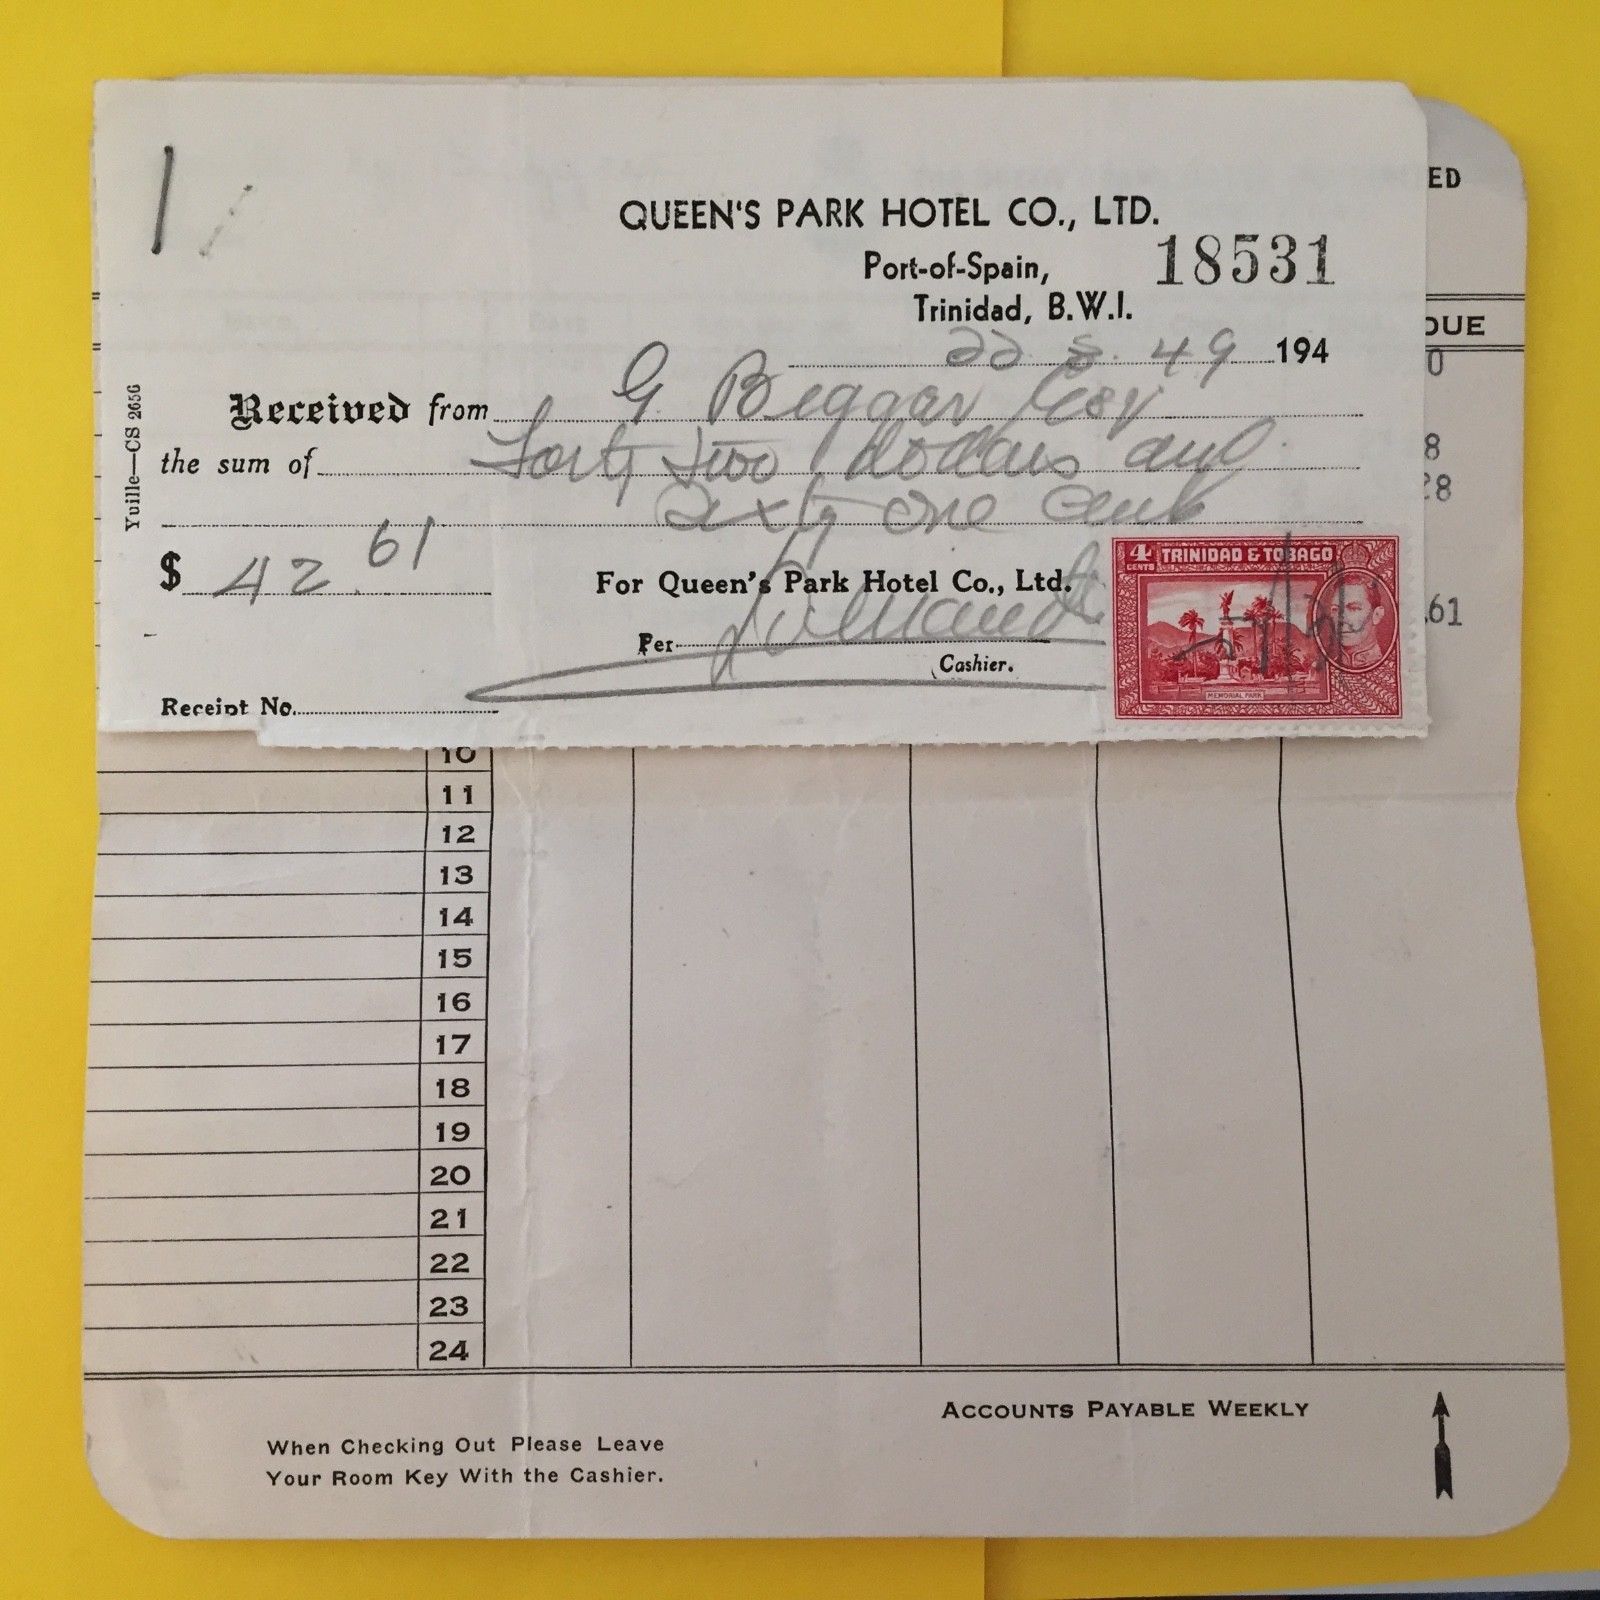 QUEEN'S PARK HOTEL CO., LTD.
18531
Port-of-Spain,
Trinidad, B.W.I.
22 8. 49 194
Received from G Beggar Esq
the sum of Forty two dollars and
sixty one cents
$ 42.61
For Queen's Park Hotel Co., Ltd.
Per
Cashier.
Receipt No.
Yuille—CS 2656
4 CENTS TRINIDAD & TOBAGO
MEMORIAL PARK
ED
DUE
0
8
28
.61
10
11
12
13
14
15
16
17
18
19
20
21
22
23
24
ACCOUNTS PAYABLE WEEKLY
When Checking Out Please Leave
Your Room Key With the Cashier.